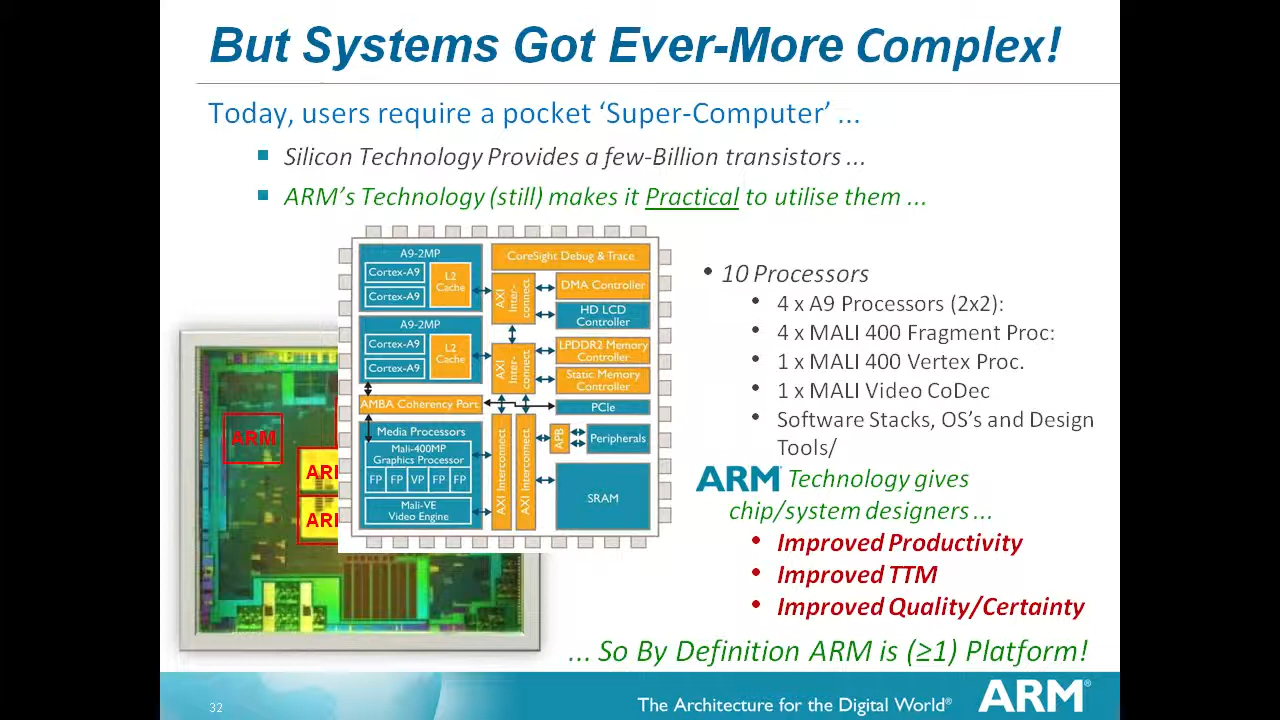 But Systems Got Ever-More Complex!
Today, users require a pocket ‘Super-Computer’ ...
Silicon Technology Provides a few-Billion transistors ...
ARM’s Technology (still) makes it Practical to utilise them ...
A9-2MP
Cortex-A9
Cortex-A9
L2
Cache
A9-2MP
Cortex-A9
Cortex-A9
L2
Cache
AMBA Coherency Port
Media Processors
Mali-400MP
Graphics Processor
FP FP VP FP FP
Mali-VE
Video Engine
CoreSight Debug & Trace
AXI
Inter-
connect
DMA Controller
HD LCD
Controller
AXI
Inter-
connect
LPDDR2 Memory
Controller
Static Memory
Controller
PCIe
AXI Interconnect
AXI Interconnect
APB
Peripherals
SRAM
ARM
AR
AR
• 10 Processors
• 4 x A9 Processors (2x2):
• 4 x MALI 400 Fragment Proc:
• 1 x MALI 400 Vertex Proc.
• 1 x MALI Video CoDec
• Software Stacks, OS’s and Design
Tools/
ARM Technology gives
chip/system designers ...
• Improved Productivity
• Improved TTM
• Improved Quality/Certainty
... So By Definition ARM is (≥1) Platform!
32
The Architecture for the Digital World®
ARM®